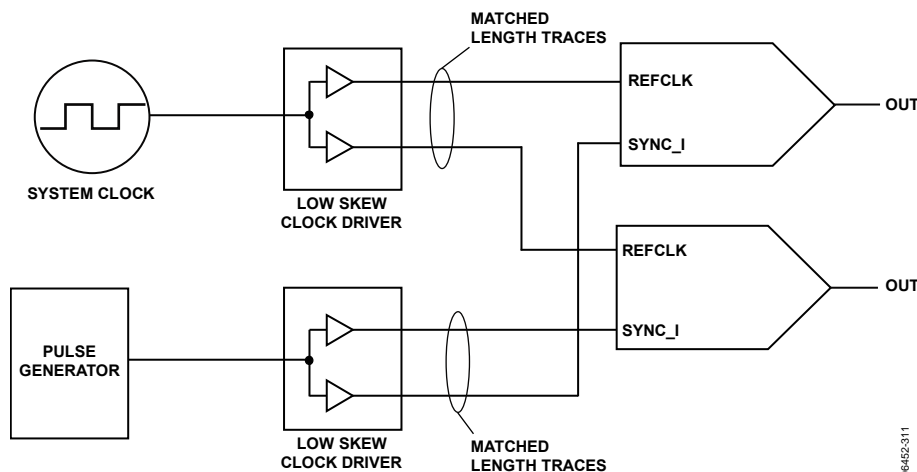 MATCHED
LENGTH TRACES
SYSTEM CLOCK
LOW SKEW
CLOCK DRIVER
REFCLK
SYNC_I
OUT
REFCLK
SYNC_I
OUT
PULSE
GENERATOR
LOW SKEW
CLOCK DRIVER
MATCHED
LENGTH TRACES
6452-311